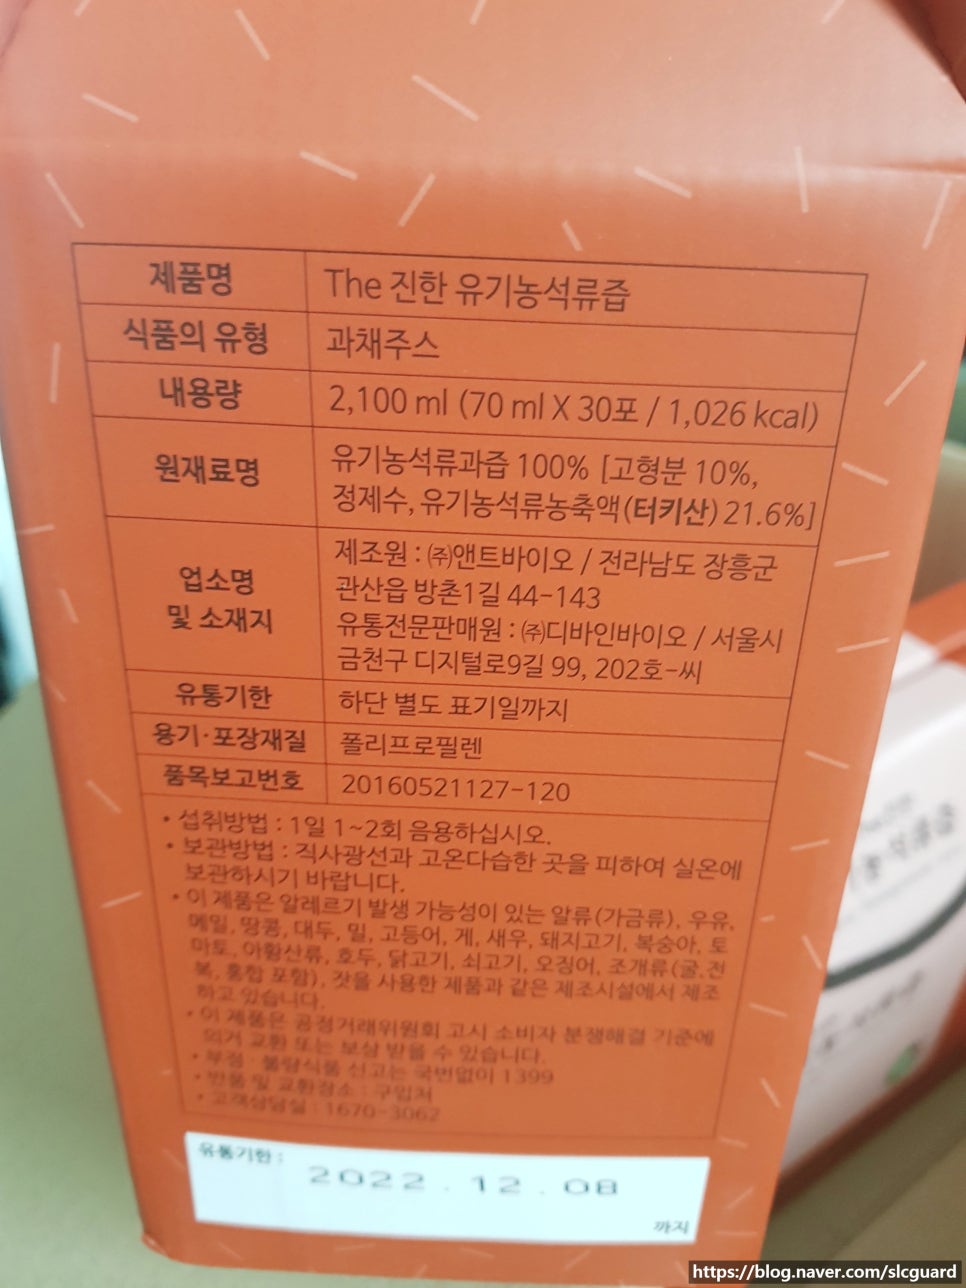 제품명 The 진한 유기농석류즙
식품의 유형 과채주스
내용량 2,100 ml (70 ml X 30포 / 1,026 kcal)
원재료명 유기농석류과즙 100% [고형분 10%,
정제수, 유기농석류농축액(터키산) 21.6%]
업소명
및 소재지
제조원 : ㈜앤트바이오 / 전라남도 장흥군
관산읍 방촌1길 44-143
유통전문판매원 : ㈜디바인바이오 / 서울시
금천구 디지털로9길 99, 202호-씨
유통기한 하단 별도 표기일까지
용기·포장재질 폴리프로필렌
품목보고번호 20160521127-120
• 섭취방법 : 1일 1~2회 음용하십시오.
• 보관방법 : 직사광선과 고온다습한 곳을 피하여 실온에
보관하시기 바랍니다.
• 이 제품은 알레르기 발생 가능성이 있는 알류(가금류), 우유,
메밀, 땅콩, 대두, 밀, 고등어, 게, 새우, 돼지고기, 복숭아, 토
마토, 아황산류, 호두, 닭고기, 쇠고기, 오징어, 조개류(굴,전
복, 홍합 포함), 잣을 사용한 제품과 같은 제조시설에서 제조
하고 있습니다.
• 이 제품은 공정거래위원회 고시 소비자 분쟁해결 기준에
의거 교환 또는 보상 받을 수 있습니다.
• 부정·불량식품 신고는 국번없이 1399
• 반품 및 교환장소 : 구입처
• 고객상담실 : 1670-3062
유통기한 :
2022.12.08
까지
https://blog.naver.com/slcguard